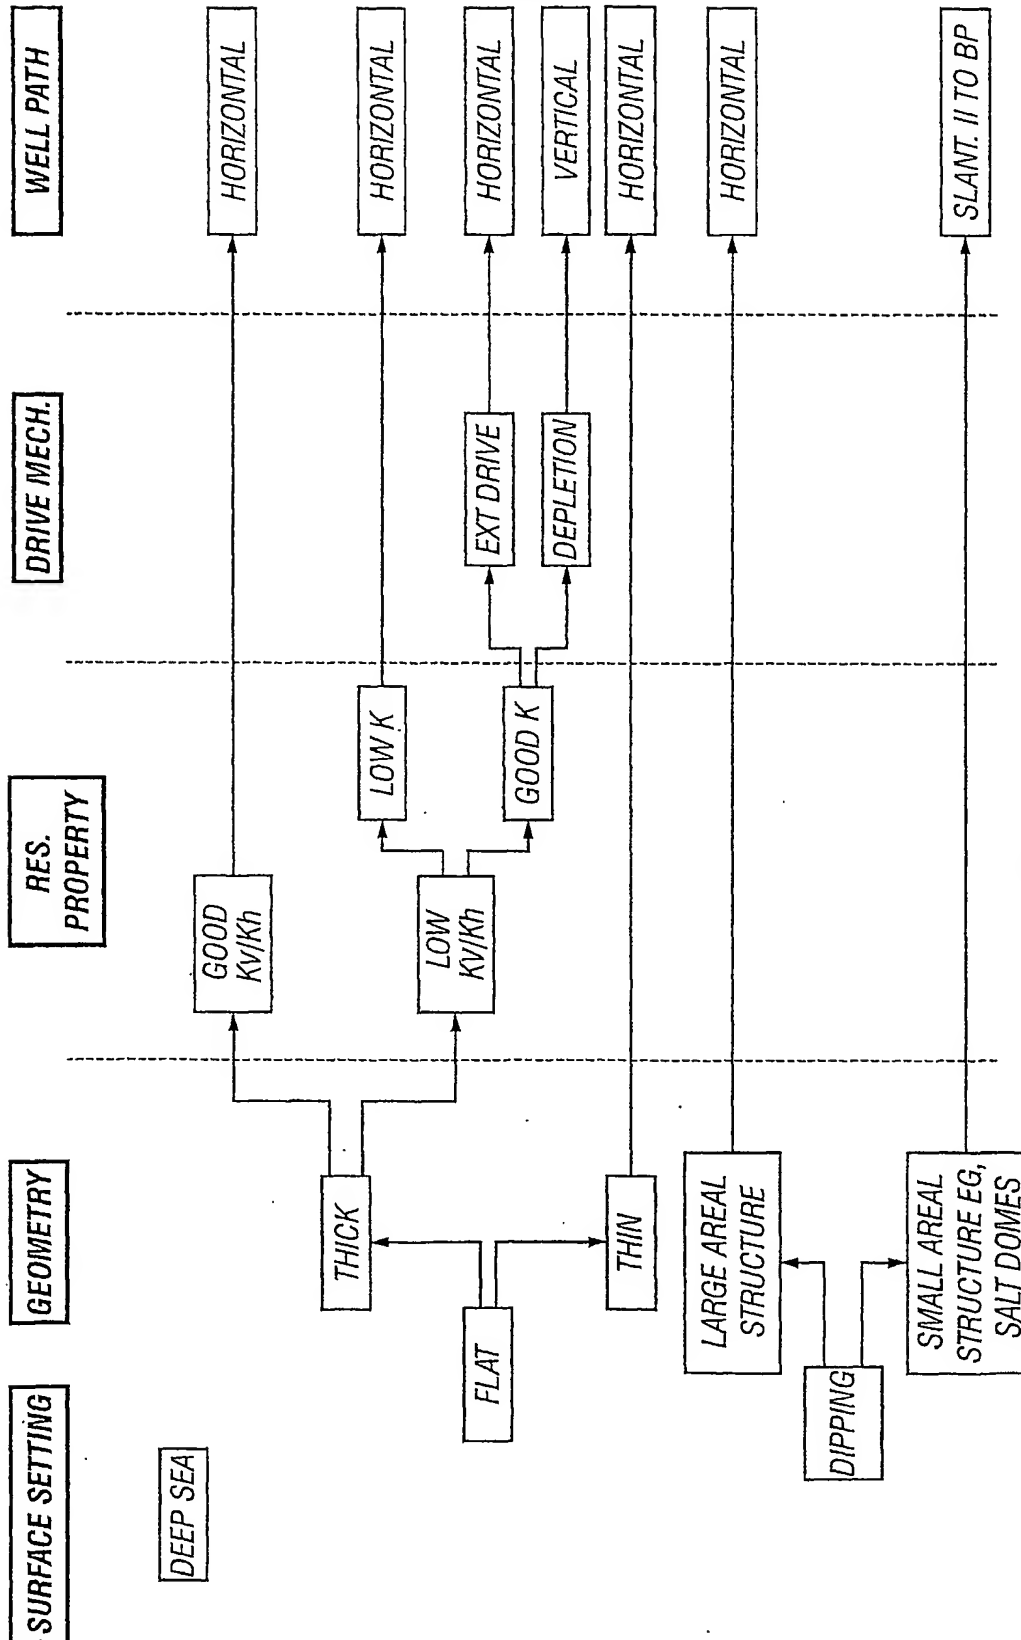 SURFACE SETTING
GEOMETRY
RES.
PROPERTY
DRIVE MECH.
WELL PATH
DEEP SEA
FLAT
THICK
THIN
GOOD
Kv/Kh
LOW
Kv/Kh
LOW K
GOOD K
EXT DRIVE
DEPLETION
HORIZONTAL
HORIZONTAL
HORIZONTAL
VERTICAL
HORIZONTAL
DIPPING
LARGE AREAL
STRUCTURE
HORIZONTAL
SMALL AREAL
STRUCTURE EG,
SALT DOMES
SLANT. II TO BP